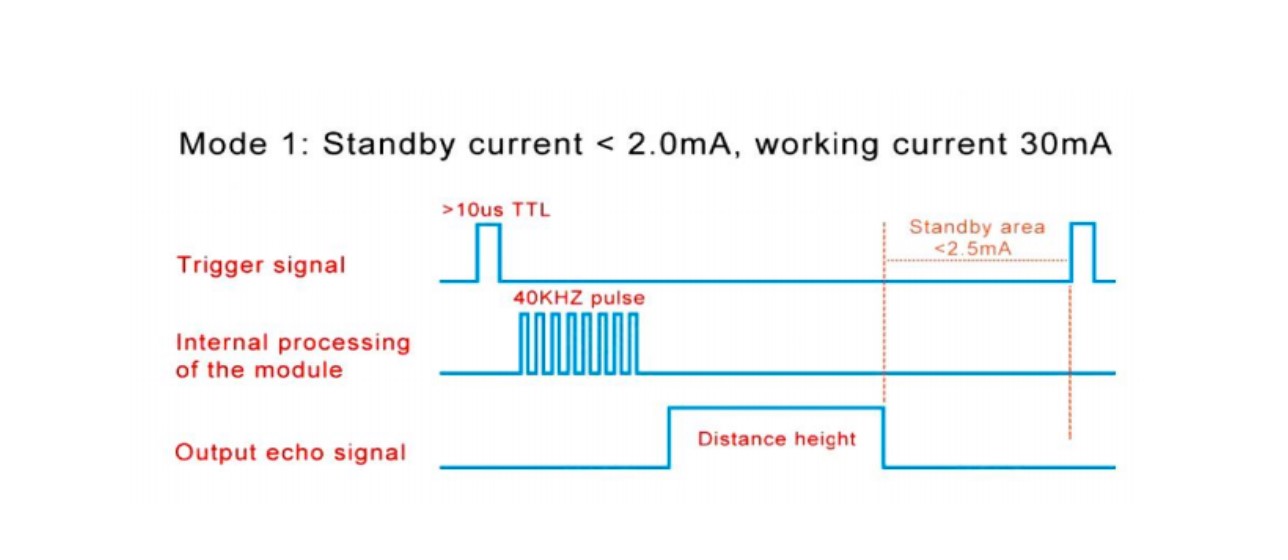 Mode 1: Standby current < 2.0mA, working current 30mA
>10us TTL
Standby area
<2.5mA
Trigger signal
40KHZ pulse
Internal processing
of the module
Distance height
Output echo signal